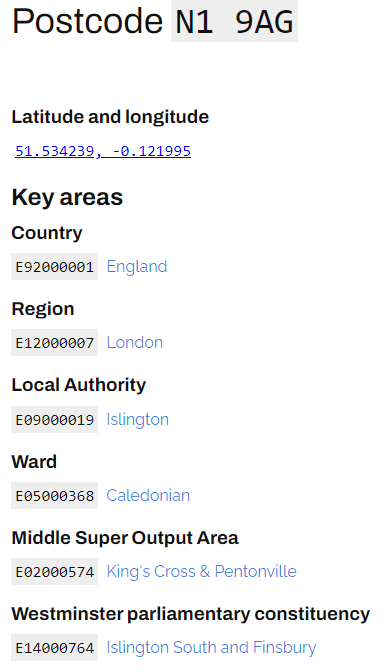 Postcode N1 9AG
Latitude and longitude
51.534239, -0.121995
Key areas
Country
E92000001 England
Region
E12000007 London
Local Authority
E09000019 Islington
Ward
E05000368 Caledonian
Middle Super Output Area
E02000574 King's Cross & Pentonville
Westminster parliamentary constituency
E14000764 Islington South and Finsbury